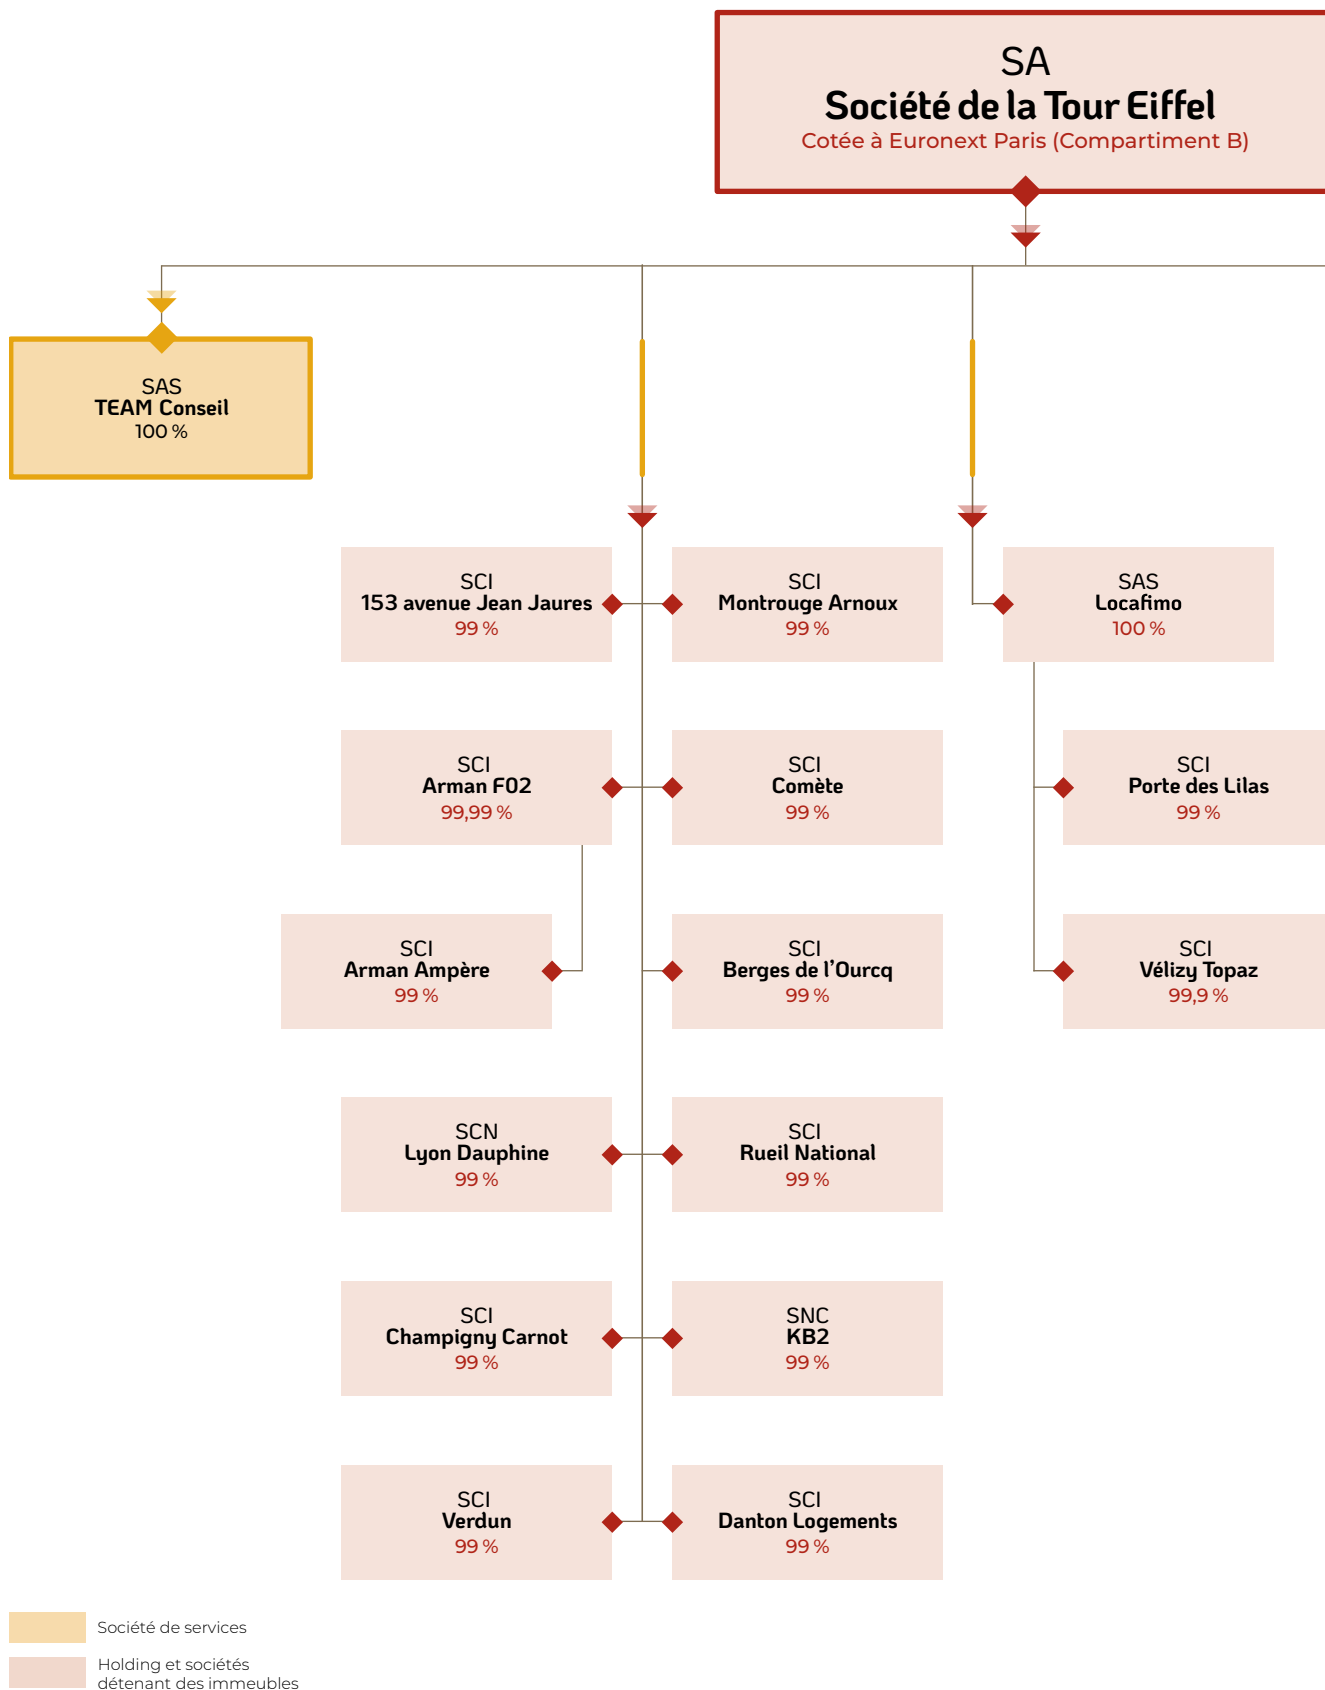 SA
Société de la Tour Eiffel
Cotée à Euronext Paris (Compartiment B)
SAS
TEAM Conseil
100 %
SCI
153 avenue Jean Jaures
99 %
SCI
Montrouge Arnoux
99 %
SAS
Locafimo
100 %
SCI
Arman F02
99,99 %
SCI
Comète
99 %
SCI
Porte des Lilas
99 %
SCI
Arman Ampère
99 %
SCI
Berges de l'Ourcq
99 %
SCI
Vélizy Topaz
99,9 %
SCN
Lyon Dauphine
99 %
SCI
Rueil National
99 %
SCI
Champigny Carnot
99 %
SNC
KB2
99 %
SCI
Verdun
99 %
SCI
Danton Logements
99 %
Société de services
Holding et sociétés
détenant des immeubles